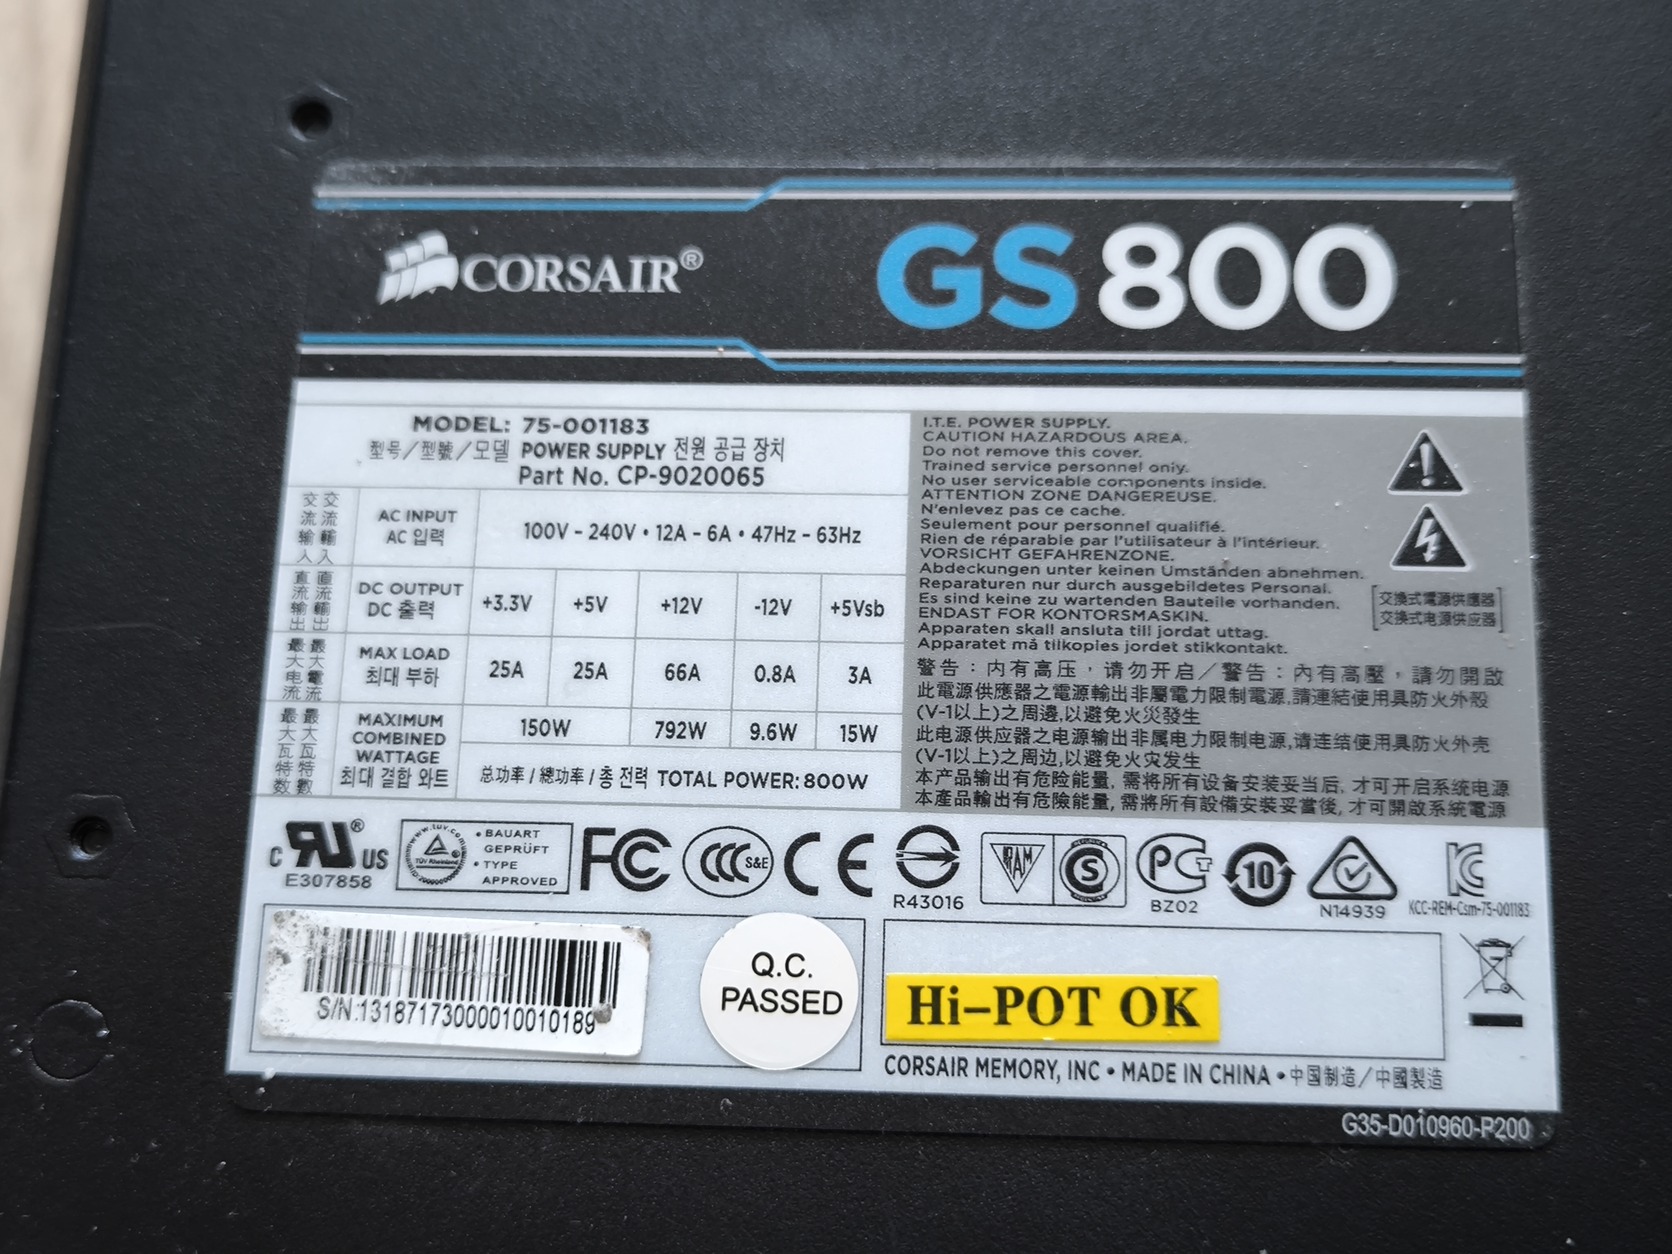 CORSAIR®
GS800
MODEL: 75-001183
型号/型號/모델 POWER SUPPLY 전원 공급 장치
Part No. CP-9020065
交流输入 交流輸入 AC INPUT AC 입력 100V - 240V • 12A - 6A • 47Hz - 63Hz
直流输出 直流輸出 DC OUTPUT DC 출력 +3.3V +5V +12V -12V +5Vsb
最大电流 最大電流 MAX LOAD 최대 부하 25A 25A 66A 0.8A 3A
最大瓦特数 最大瓦特數 MAXIMUM COMBINED WATTAGE 최대 결합 와트 150W 792W 9.6W 15W
总功率 / 總功率 / 총 전력 TOTAL POWER: 800W
I.T.E. POWER SUPPLY.
CAUTION HAZARDOUS AREA.
Do not remove this cover.
Trained service personnel only.
No user serviceable components inside.
ATTENTION ZONE DANGEREUSE.
N'enlevez pas ce cache.
Seulement pour personnel qualifié.
Rien de réparable par l'utilisateur à l'intérieur.
VORSICHT GEFAHRENZONE.
Abdeckungen unter keinen Umständen abnehmen.
Reparaturen nur durch ausgebildetes Personal.
Es sind keine zu wartenden Bauteile vorhanden.
ENDAST FOR KONTORSMASKIN.
Apparaten skall ansluta till jordat uttag.
Apparatet må tilkoples jordet stikkontakt.
交換式電源供應器
交换式电源供应器
警告：内有高压，请勿开启／警告：內有高壓，請勿開啟
此電源供應器之電源輸出非屬電力限制電源,請連結使用具防火外殼
(V-1以上)之周邊,以避免火災發生
此电源供应器之电源输出非属电力限制电源,请连结使用具防火外壳
(V-1以上)之周边,以避免火灾发生
本产品输出有危险能量, 需将所有设备安装妥当后, 才可开启系统电源
本產品輸出有危險能量, 需將所有設備安裝妥當後, 才可開啟系統電源
C RU® US
E307858
www.tuv.com
TÜV Rheinland
• BAUART
GEPRÜFT
• TYPE
APPROVED
FC
CCC S&E
CE
R43016
IRAM
S
PCT
BZ02
10
N14939
KC
KCC-REM-Csm-75-001183
S/N:13187173000010010189
Q.C.
PASSED
Hi-POT OK
CORSAIR MEMORY, INC • MADE IN CHINA • 中国制造/中國製造
G35-D010960-P200